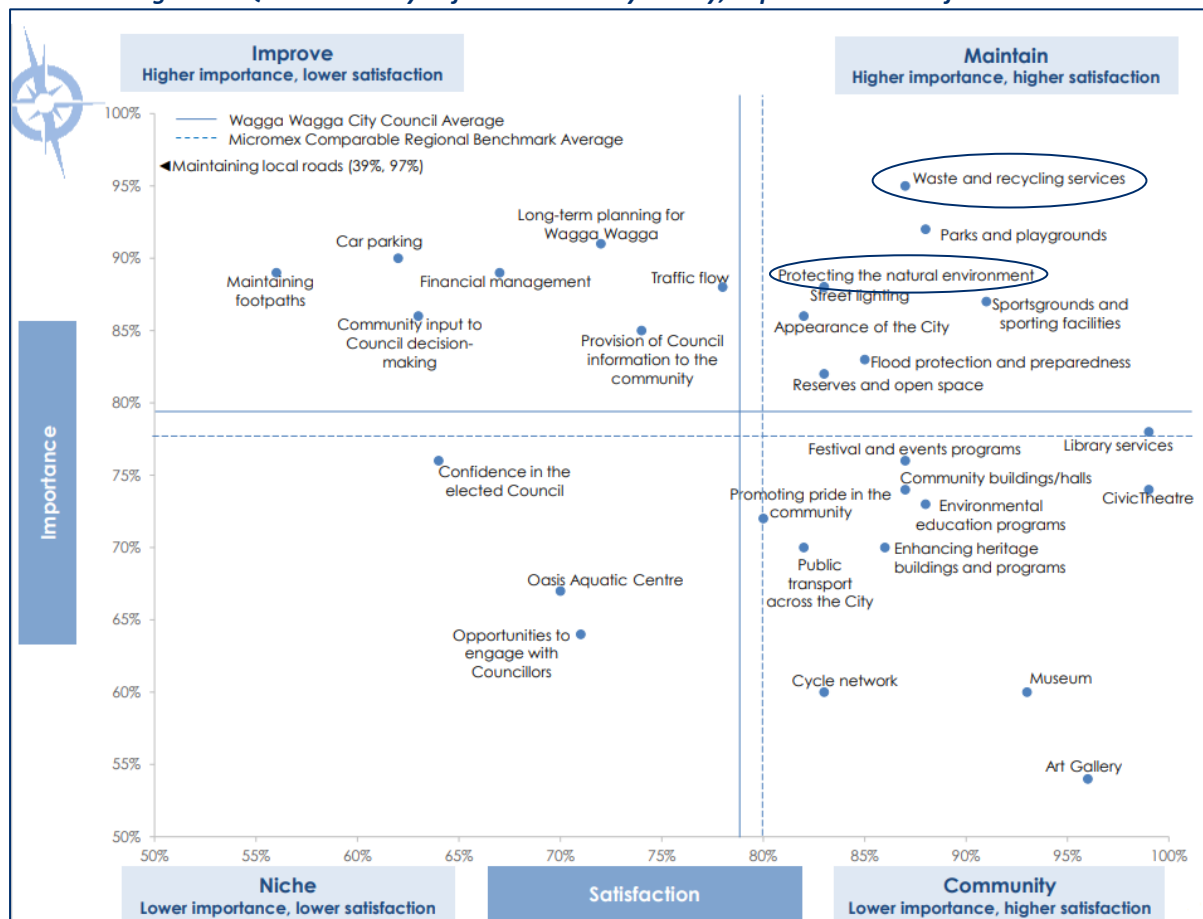 Improve
Higher importance, lower satisfaction
Maintain
Higher importance, higher satisfaction
100%
Wagga Wagga City Council Average
Micromex Comparable Regional Benchmark Average
Maintaining local roads (39%, 97%)
95%
Waste and recycling services
Long-term planning for
Wagga Wagga
Parks and playgrounds
Car parking
90%
Maintaining
footpaths
Financial management
Traffic flow
Protecting the natural environment
Street lighting
Sportsgrounds and
sporting facilities
85%
Community input to
Council decision-
making
Provision of Council
information to the
community
Appearance of the City
Flood protection and preparedness
Reserves and open space
80%
Importance
75%
Confidence in the
elected Council
Festival and events programs
Library services
Community buildings/halls
Promoting pride in the
community
CivicTheatre
Environmental
education programs
70%
Oasis Aquatic Centre
Public
transport
across the City
Enhancing heritage
buildings and programs
65%
Opportunities to
engage with
Councillors
60%
Cycle network
Museum
55%
Art Gallery
50%
50%
55%
60%
65%
70%
75%
80%
85%
90%
95%
100%
Niche
Lower importance, lower satisfaction
Satisfaction
Community
Lower importance, higher satisfaction